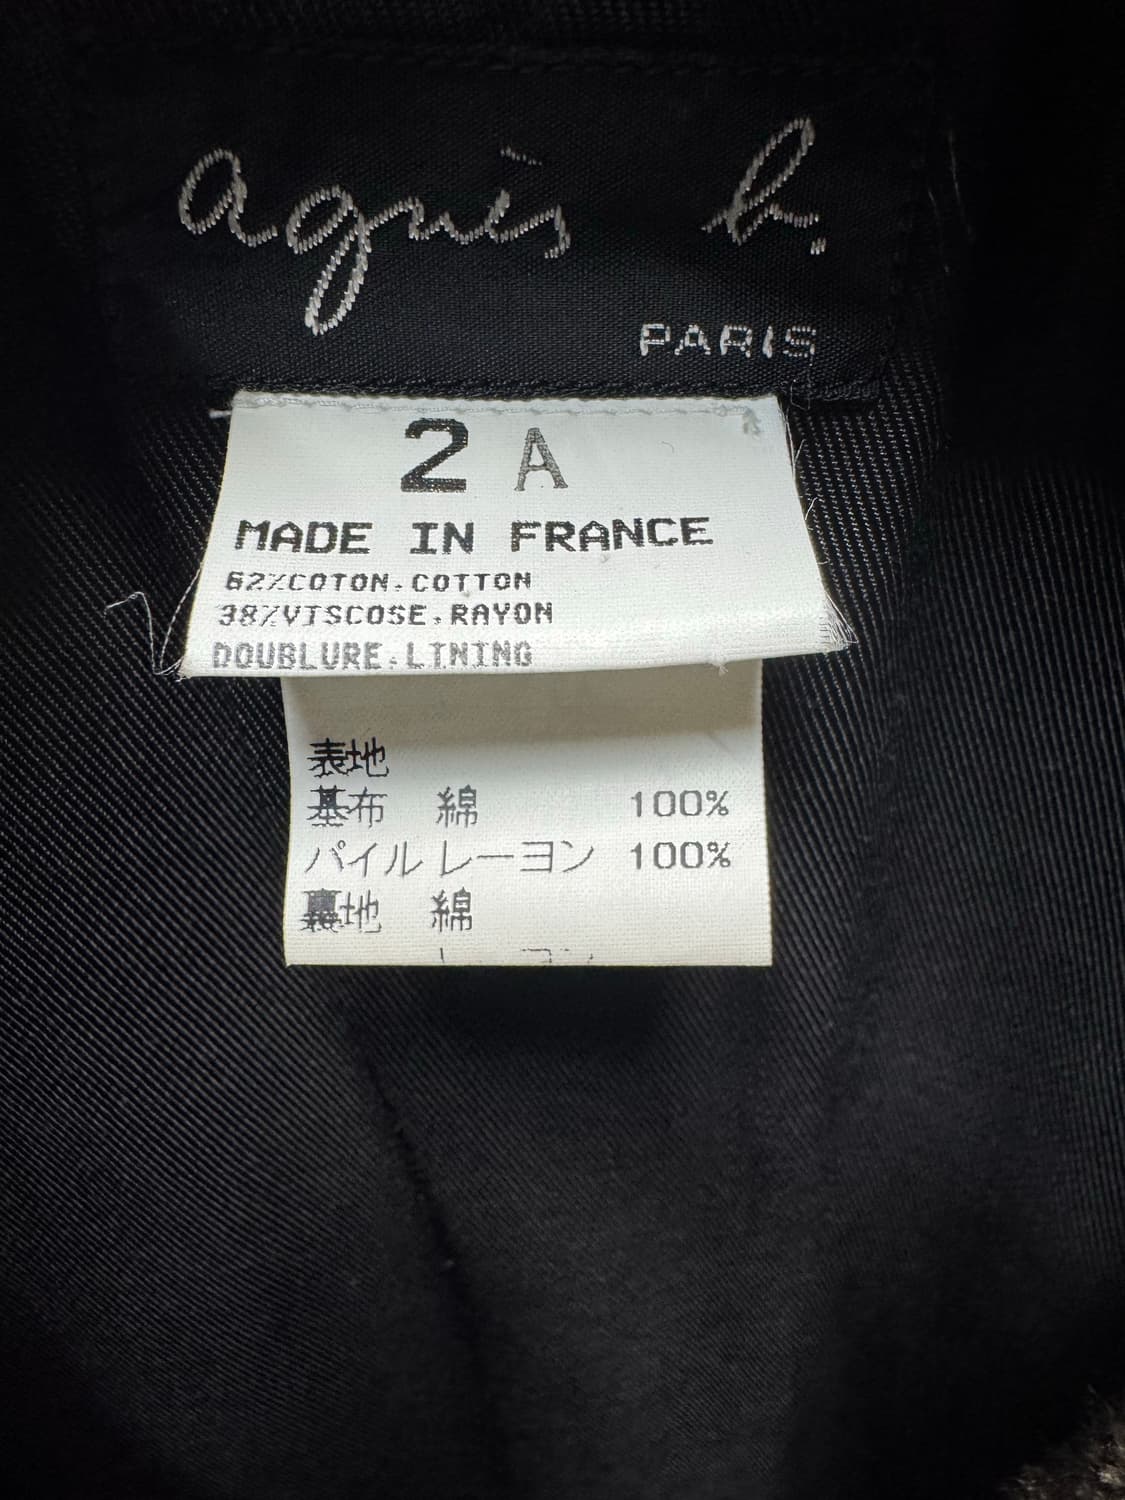 agnès b.
PARIS
2 A
MADE IN FRANCE
62%COTON.COTTON
38%VISCOSE.RAYON
DOUBLURE.LINING
表地
基布 綿 100%
パイル レーヨン 100%
裏地 綿